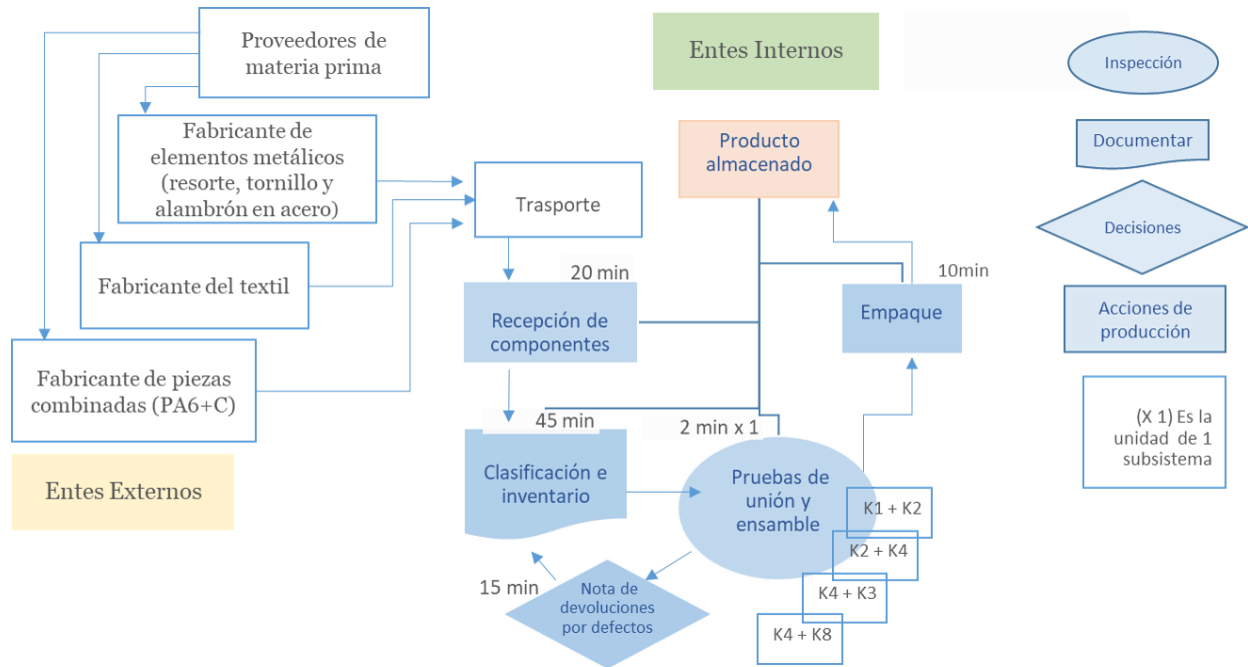 Proveedores de
materia prima
Fabricante de
elementos metálicos
(resorte, tornillo y
alambrón en acero)
Fabricante del textil
Fabricante de piezas
combinadas (PA6+C)
Entes Externos
Trasporte
20 min
Recepción de
componentes
45 min
Clasificación e
inventario
15 min
Nota de
devoluciones
por defectos
2 min x 1
Pruebas de
unión y
ensamble
K1 + K2
K2 + K4
K4 + K3
K4 + K8
10min
Empaque
Producto
almacenado
Entes Internos
Inspección
Documentar
Decisiones
Acciones de
producción
(X 1) Es la
unidad de 1
subsistema